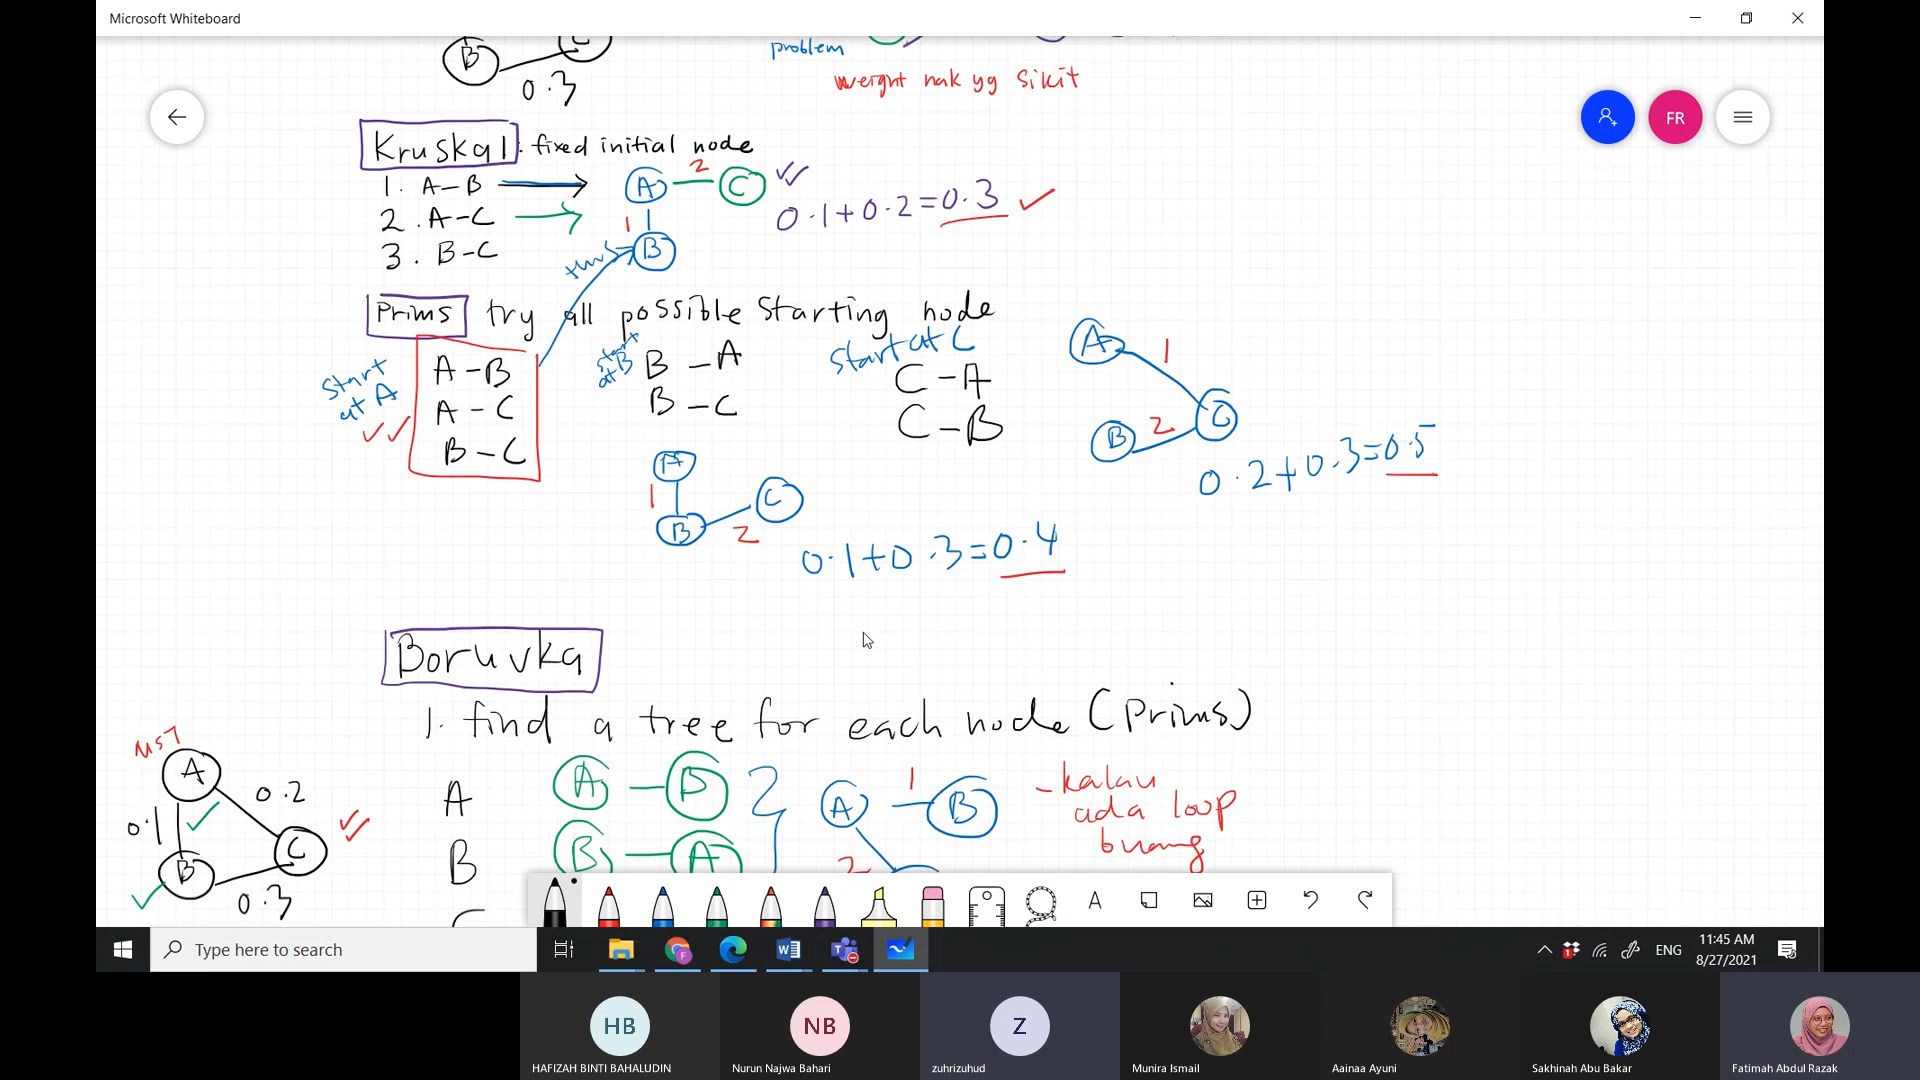 Microsoft Whiteboard
B
0.3
problem
weight nak yg sikit
FR
Kruskal : fixed initial node
1. A-B
2. A-C
3. B-C
A 2 C
1
B
0.1+0.2=0.3
thus
Prims try all possible starting node
start at A
A-B
A-C
B-C
start at B
B-A
B-C
start at C
C-A
C-B
A
1
B 2 C
0.2+0.3=0.5
A
1
B
2
C
0.1+0.3=0.4
Boruvka
1. find a tree for each node (Prims)
MST
A
0.2
0.1
B
C
0.3
A
B
A B
B A
A 1 B
2
- kalau
ada loop
buang
Type here to search
ENG
11:45 AM
8/27/2021
HB
HAFIZAH BINTI BAHALUDIN
NB
Nurun Najwa Bahari
Z
zuhrizuhud
Munira Ismail
Aainaa Ayuni
Sakhinah Abu Bakar
Fatimah Abdul Razak